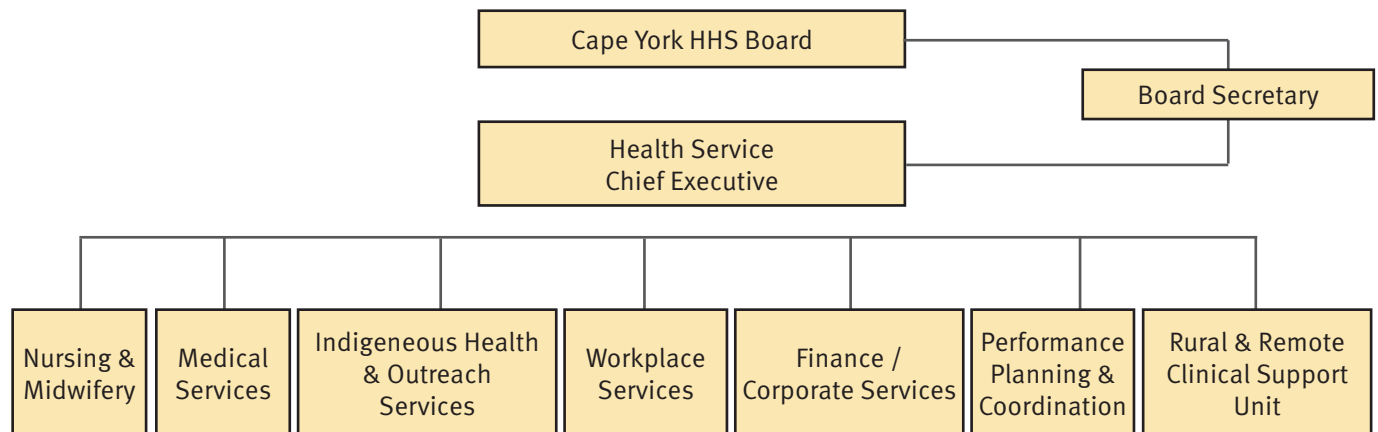 Cape York HHS Board
Board Secretary
Health Service
Chief Executive
Nursing &
Midwifery
Medical
Services
Indigeneous Health
& Outreach
Services
Workplace
Services
Finance /
Corporate Services
Performance
Planning &
Coordination
Rural & Remote
Clinical Support
Unit